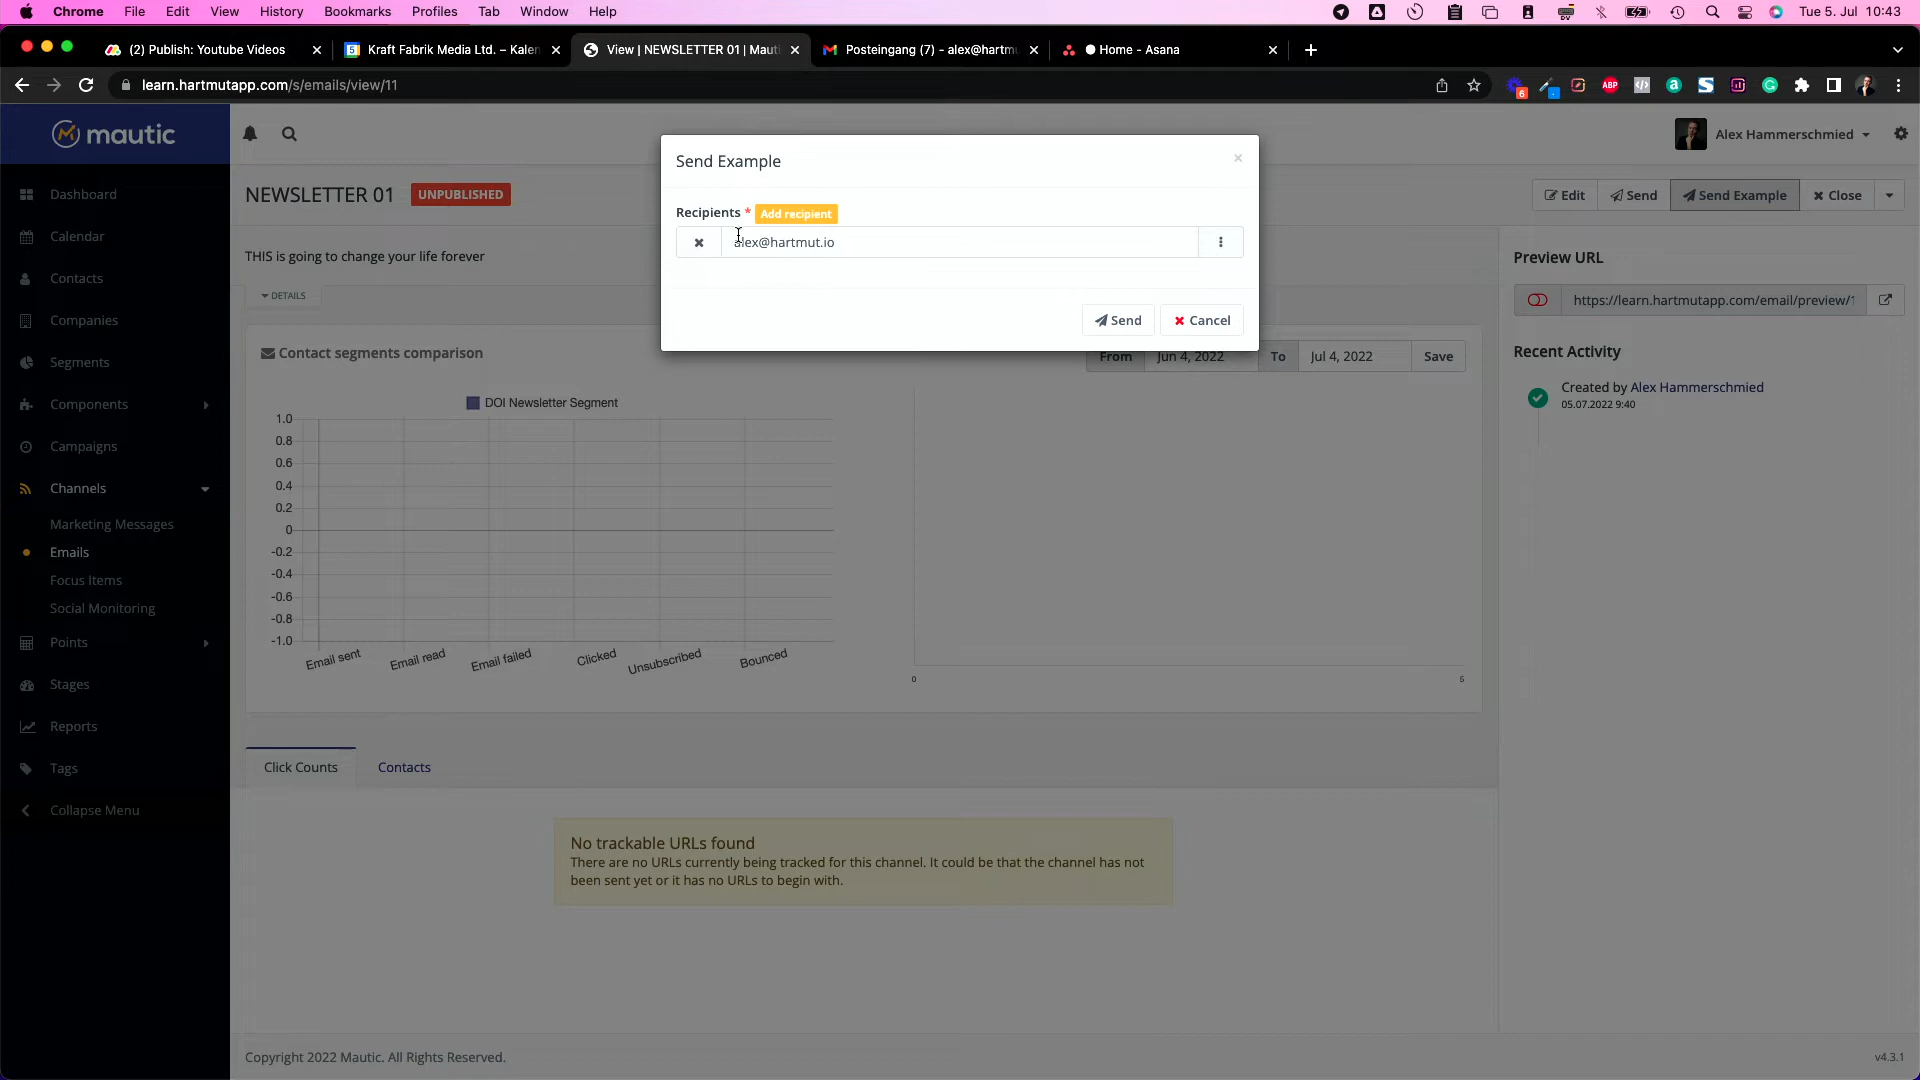 Chrome File Edit View History Bookmarks Profiles Tab Window Help
Tue 5. Jul 10:43
(2) Publish: Youtube Videos
Kraft Fabrik Media Ltd. – Kalen
View | NEWSLETTER 01 | Mauti
Posteingang (7) - alex@hartmu
Home - Asana
learn.hartmutapp.com/s/emails/view/11
6
ABP
mautic
Alex Hammerschmied
Dashboard
Calendar
Contacts
Companies
Segments
Components
Campaigns
Channels
Marketing Messages
Emails
Focus Items
Social Monitoring
Points
Stages
Reports
Tags
Collapse Menu
NEWSLETTER 01 UNPUBLISHED
Edit Send Send Example Close
THIS is going to change your life forever
DETAILS
Send Example
×
Recipients * Add recipient
alex@hartmut.io
Send Cancel
Contact segments comparison
From Jun 4, 2022 To Jul 4, 2022 Save
DOI Newsletter Segment
1.0
0.8
0.6
0.4
0.2
0
-0.2
-0.4
-0.6
-0.8
-1.0
Email sent Email read Email failed Clicked Unsubscribed Bounced
0 6
Click Counts Contacts
No trackable URLs found
There are no URLs currently being tracked for this channel. It could be that the channel has not
been sent yet or it has no URLs to begin with.
Preview URL
https://learn.hartmutapp.com/email/preview/1
Recent Activity
Created by Alex Hammerschmied
05.07.2022 9:40
Copyright 2022 Mautic. All Rights Reserved.
v4.3.1